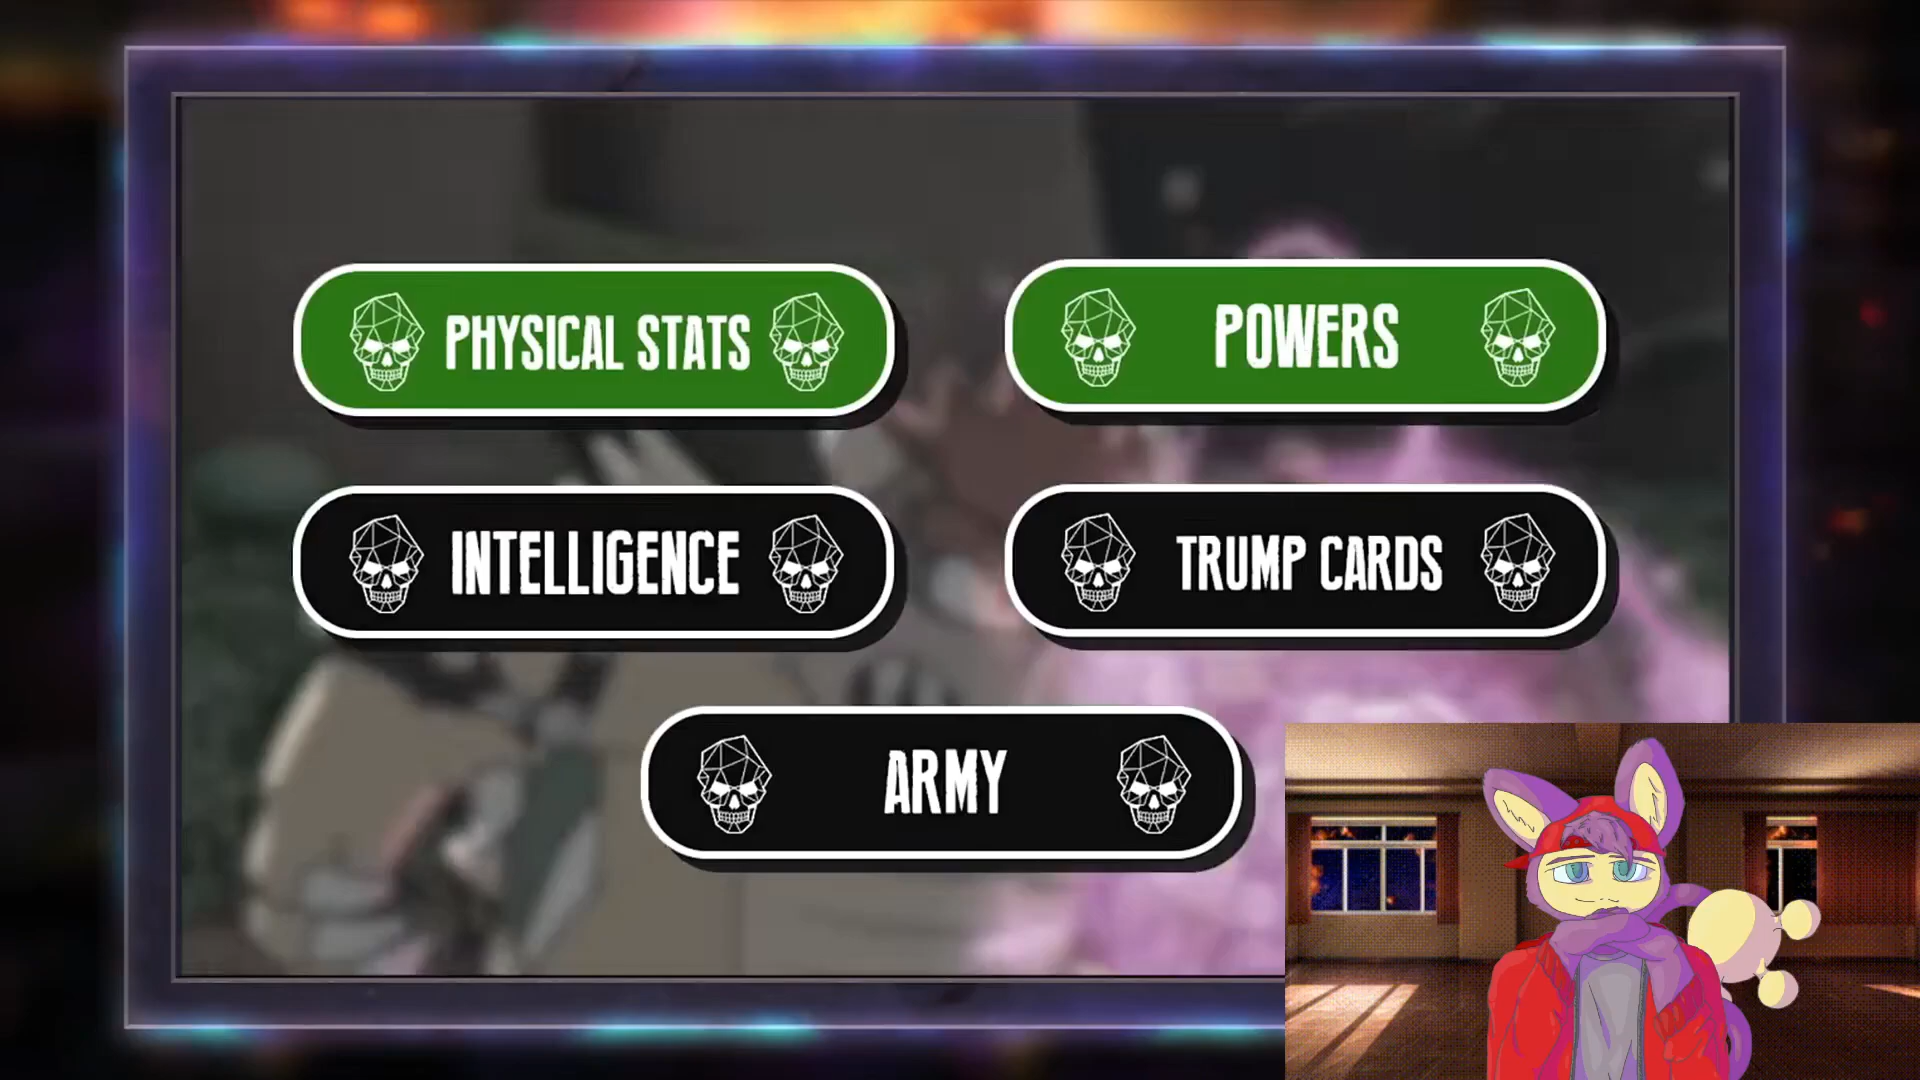 PHYSICAL STATS
POWERS
INTELLIGENCE
TRUMP CARDS
ARMY